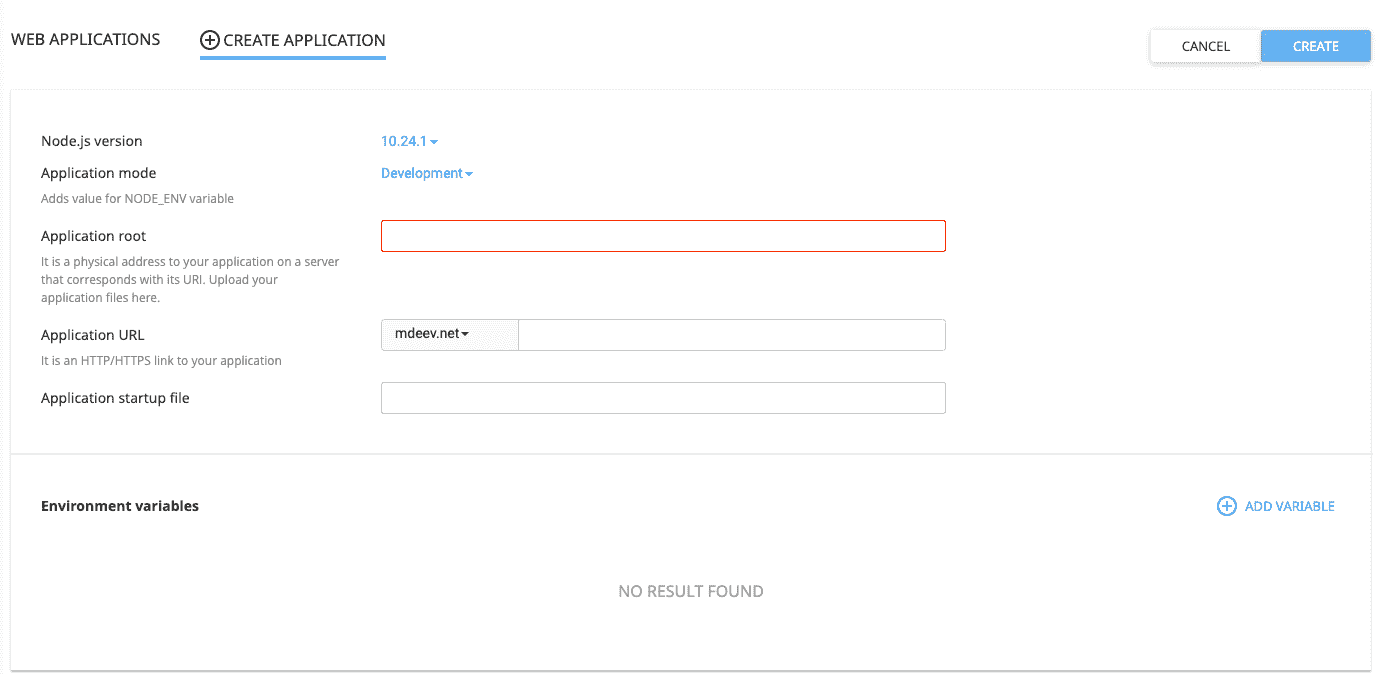 WEB APPLICATIONS
CREATE APPLICATION
CANCEL
CREATE
Node.js version
10.24.1
Application mode
Development
Adds value for NODE_ENV variable
Application root
It is a physical address to your application on a server
that corresponds with its URI. Upload your
application files here.
Application URL
mdeev.net
It is an HTTP/HTTPS link to your application
Application startup file
Environment variables
ADD VARIABLE
NO RESULT FOUND